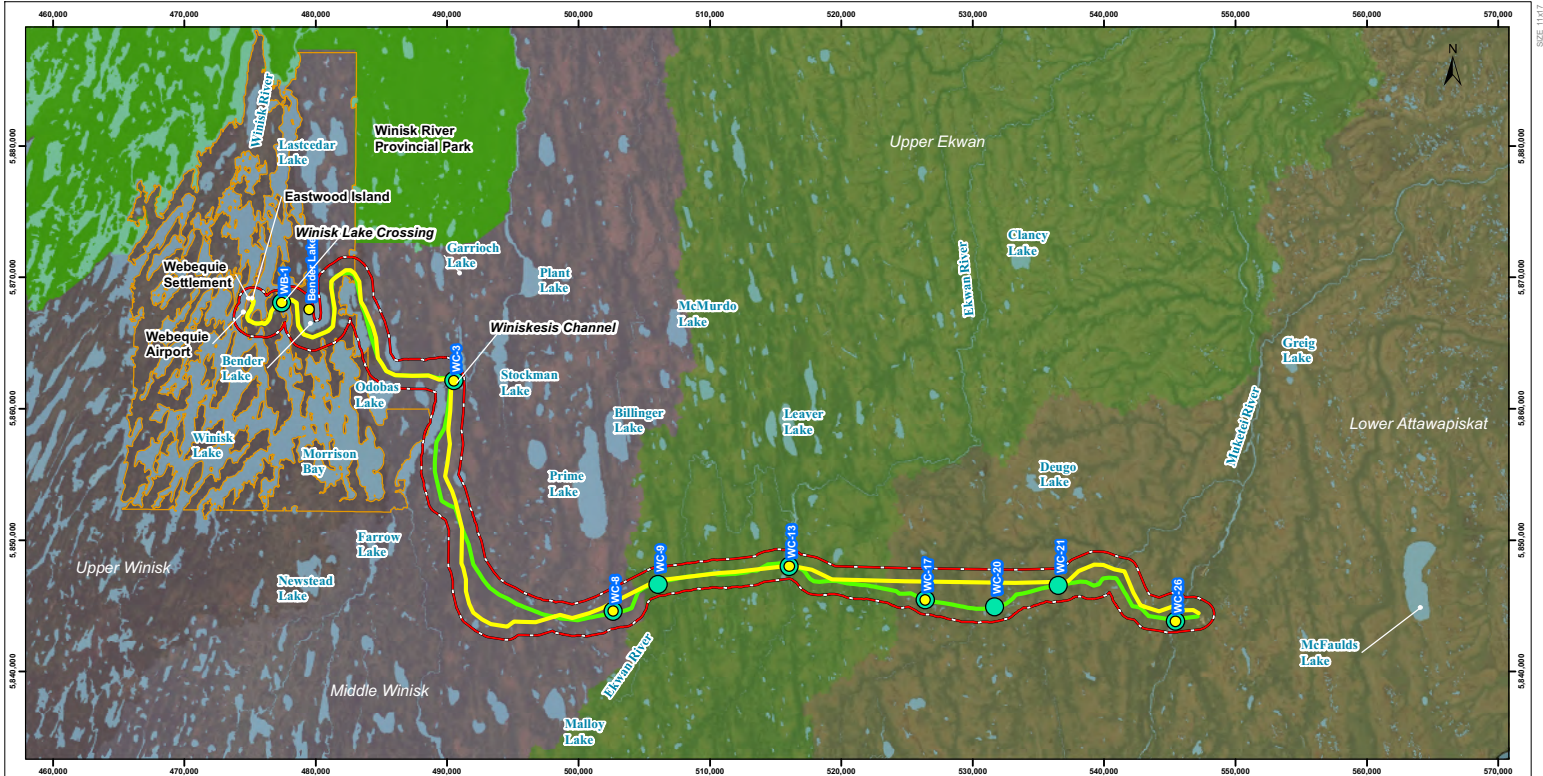 460,000
470,000
480,000
490,000
500,000
510,000
520,000
530,000
540,000
550,000
560,000
570,000
SIZE 11x17
N
5,880,000
5,880,000
Winisk River
Lastcedar
Lake
Winisk River
Provincial Park
Upper Ekwan
Eastwood Island
Winisk Lake Crossing
Garrioch
Lake
Clancy
Lake
Webequie
Settlement
WB-1
Bender Lake
Plant
Lake
Ekwan River
5,870,000
5,870,000
McMurdo
Lake
Winiskesis Channel
Webequie
Airport
Bender
Lake
WC-3
Greig
Lake
Odobas
Lake
Stockman
Lake
5,860,000
5,860,000
Billinger
Lake
Leaver
Lake
Muketei River
Lower Attawapiskat
Winisk
Lake
Morrison
Bay
Prime
Lake
Deugo
Lake
5,850,000
5,850,000
Farrow
Lake
Upper Winisk
Newstead
Lake
WC-8
WC-9
WC-13
WC-17
WC-20
WC-21
WC-26
McFaulds
Lake
5,840,000
5,840,000
Ekwan River
Middle Winisk
Malloy
Lake
460,000
470,000
480,000
490,000
500,000
510,000
520,000
530,000
540,000
550,000
560,000
570,000